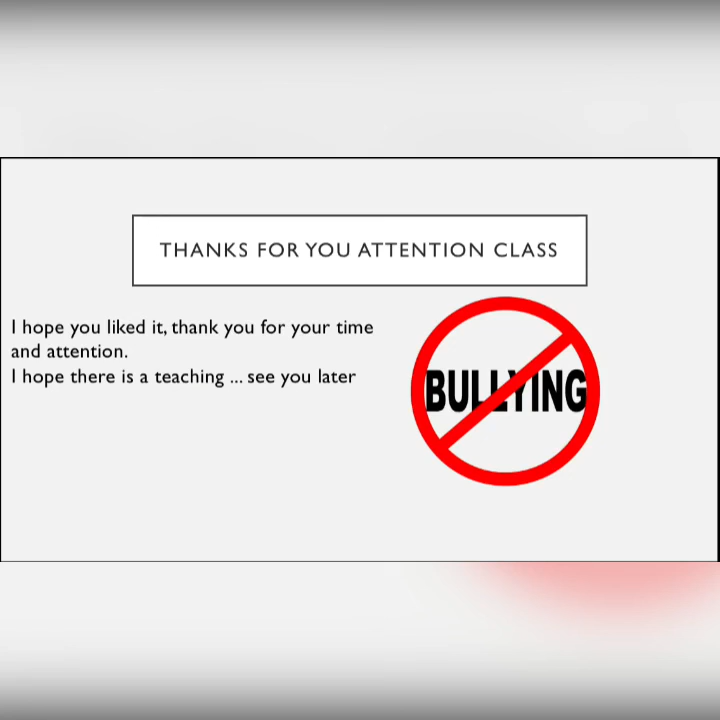 THANKS FOR YOU ATTENTION CLASS
I hope you liked it, thank you for your time
and attention.
I hope there is a teaching ... see you later
BULLYING